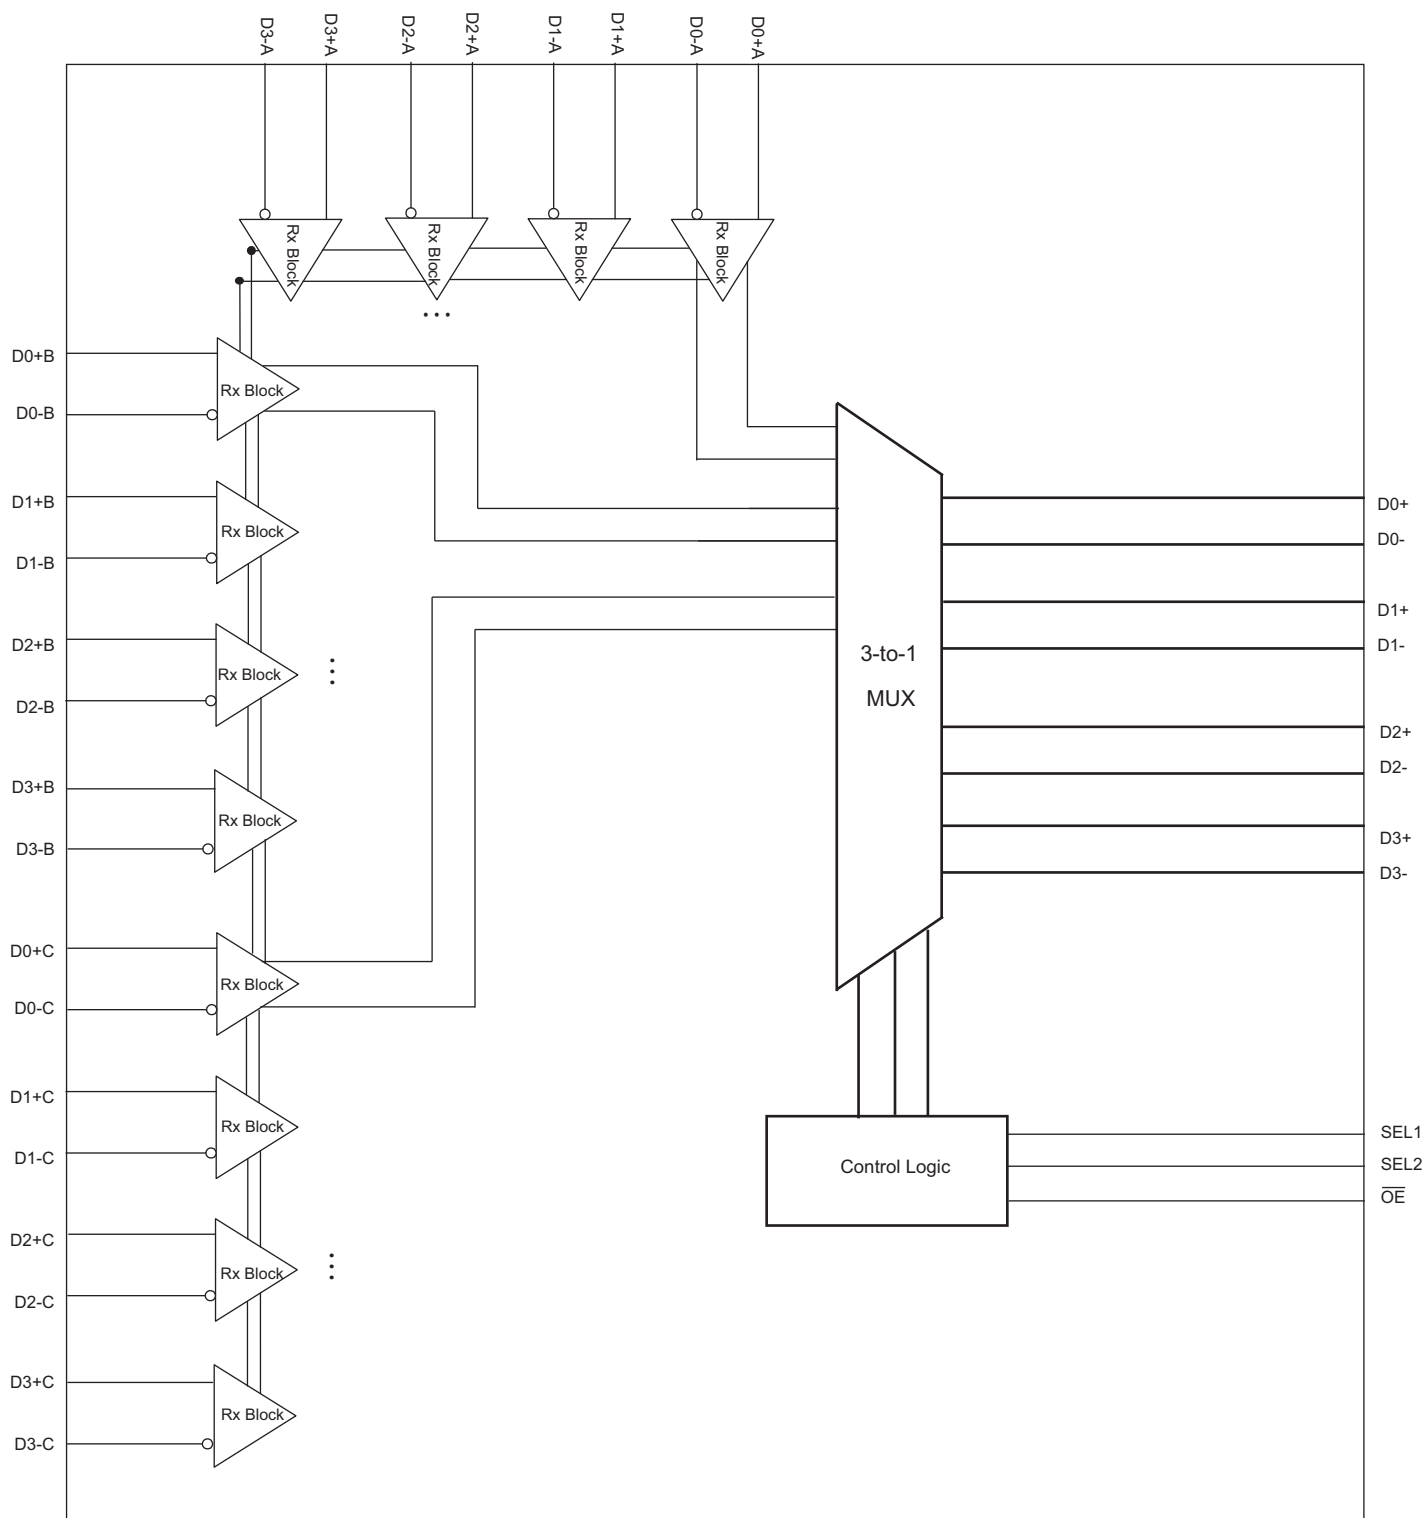 D3-A
D3+A
D2-A
D2+A
D1-A
D1+A
D0-A
D0+A
Rx Block
Rx Block
Rx Block
Rx Block
...
D0+B
Rx Block
D0-B
D1+B
Rx Block
D1-B
D2+B
Rx Block
...
D2-B
D3+B
Rx Block
D3-B
D0+C
Rx Block
D0-C
D1+C
Rx Block
D1-C
D2+C
Rx Block
...
D2-C
D3+C
Rx Block
D3-C
3-to-1
MUX
D0+
D0-
D1+
D1-
D2+
D2-
D3+
D3-
Control Logic
SEL1
SEL2
O̅E̅